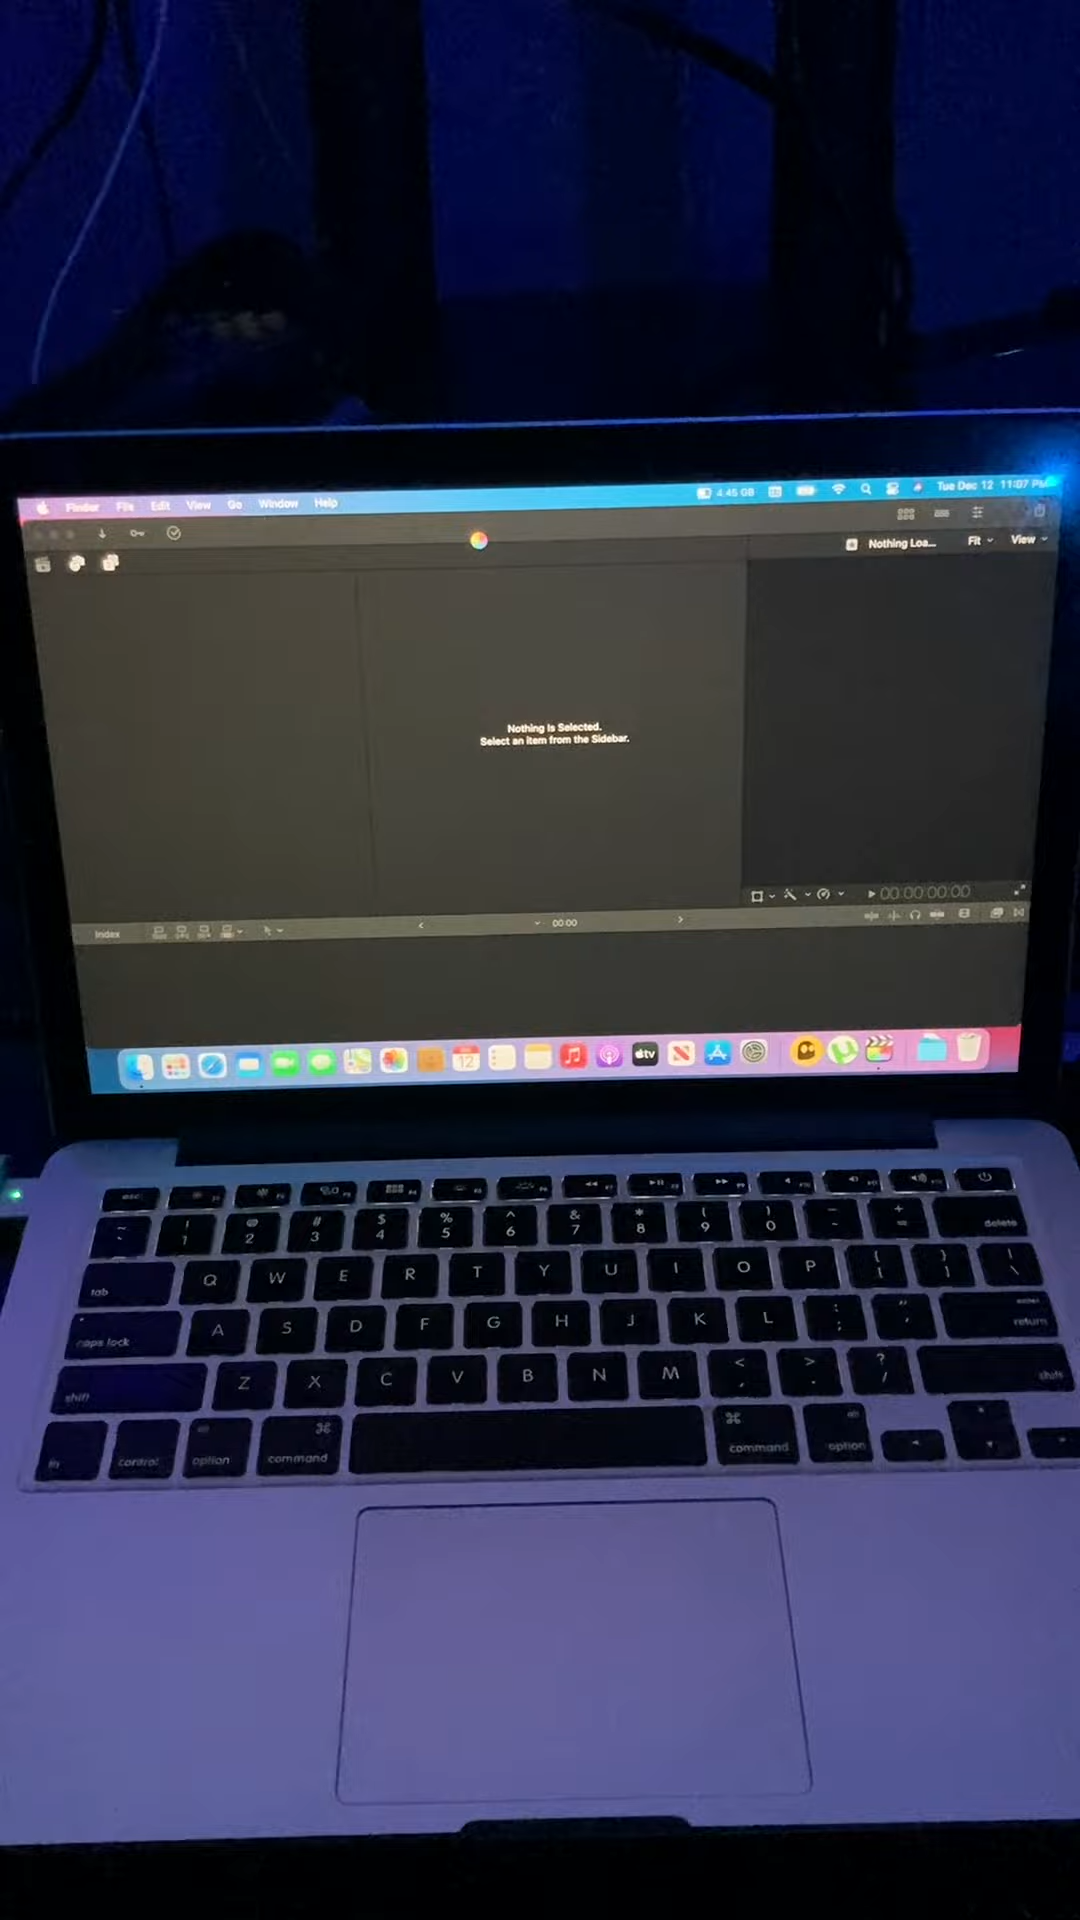 Finder File Edit View Go Window Help 4.45 GB Tue Dec 12 11:07 PM
Nothing Loa... Fit View
Nothing Is Selected.
Select an item from the Sidebar.
00:00:00:00
Index 00:00
12 tv
esc
~ ! @ # $ % ^ & * ( ) - +
` 1 2 3 4 5 6 7 8 9 0 = delete
tab Q W E R T Y U I O P { [ } ] | \
caps lock A S D F G H J K L : ; " ' enter return
shift Z X C V B N M < , > . ? / shift
fn control option command command option